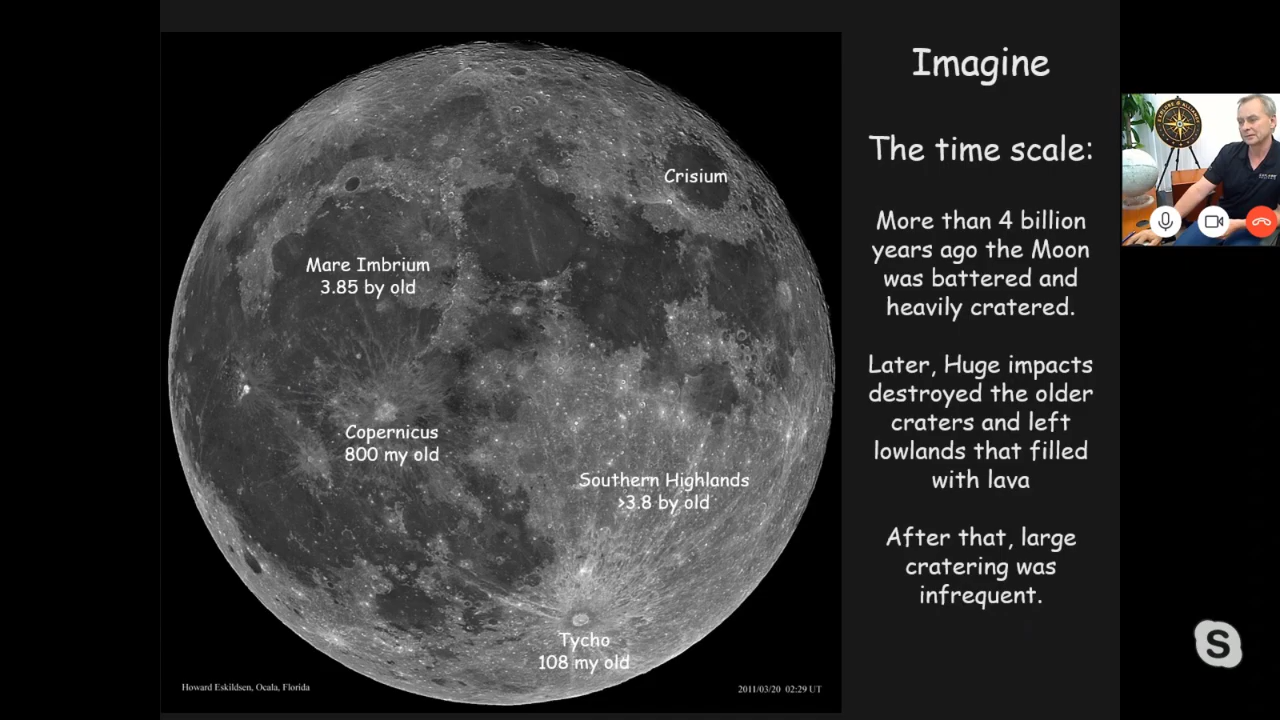 Imagine
The time scale:
More than 4 billion
years ago the Moon
was battered and
heavily cratered.
Later, Huge impacts
destroyed the older
craters and left
lowlands that filled
with lava
After that, large
cratering was
infrequent.
Crisium
Mare Imbrium
3.85 by old
Copernicus
800 my old
Southern Highlands
>3.8 by old
Tycho
108 my old
Howard Eskildsen, Ocala, Florida
2011/03/20 02:29 UT
S